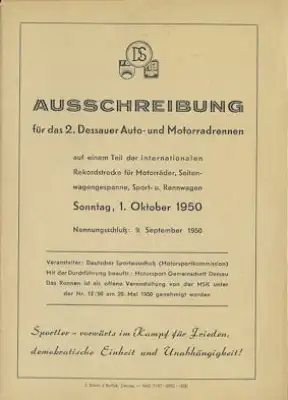 DS
AUSSCHREIBUNG
für das 2. Dessauer Auto- und Motorradrennen
auf einem Teil der internationalen
Rekordstrecke für Motorräder, Seiten-
wagengespanne, Sport- u. Rennwagen
Sonntag, 1. Oktober 1950
Nennungsschluß: 9. September 1950
Veranstalter: Deutscher Sportausschuß (Motorsportkommission)
Mit der Durchführung beauftr.: Motorsport Gemeinschaft Dessau
Das Rennen ist als offene Veranstaltung von der MSK unter
der Nr. 12/50 am 20. Mai 1950 genehmigt worden
Sportler - vorwärts im Kampf für Frieden,
demokratische Einheit und Unabhängigkeit!